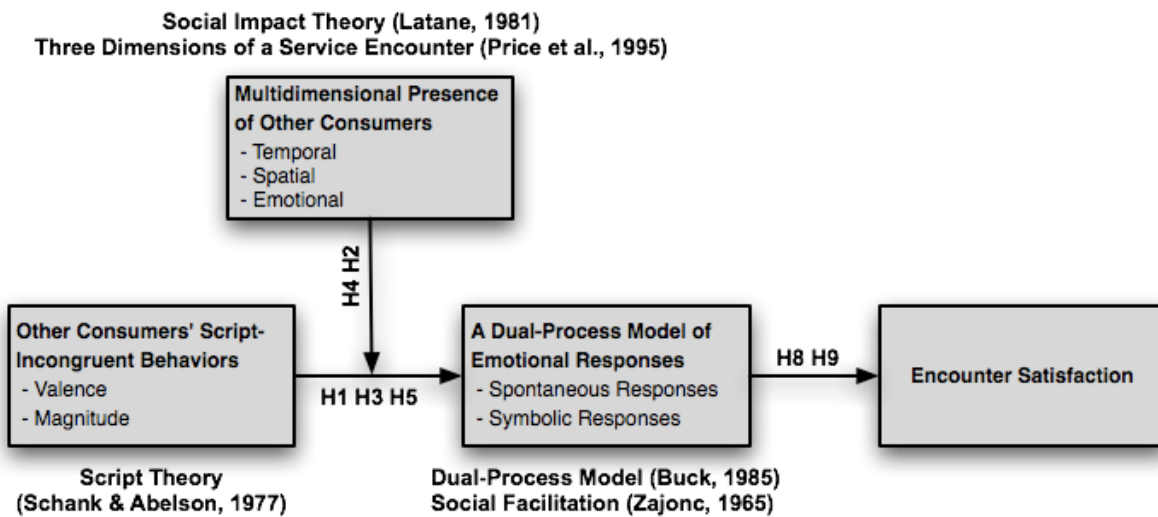 Social Impact Theory (Latane, 1981)
Three Dimensions of a Service Encounter (Price et al., 1995)
Multidimensional Presence
of Other Consumers
- Temporal
- Spatial
- Emotional
H4 H2
Other Consumers' Script-
Incongruent Behaviors
- Valence
- Magnitude
H1 H3 H5
A Dual-Process Model of
Emotional Responses
- Spontaneous Responses
- Symbolic Responses
H8 H9
Encounter Satisfaction
Script Theory
(Schank & Abelson, 1977)
Dual-Process Model (Buck, 1985)
Social Facilitation (Zajonc, 1965)